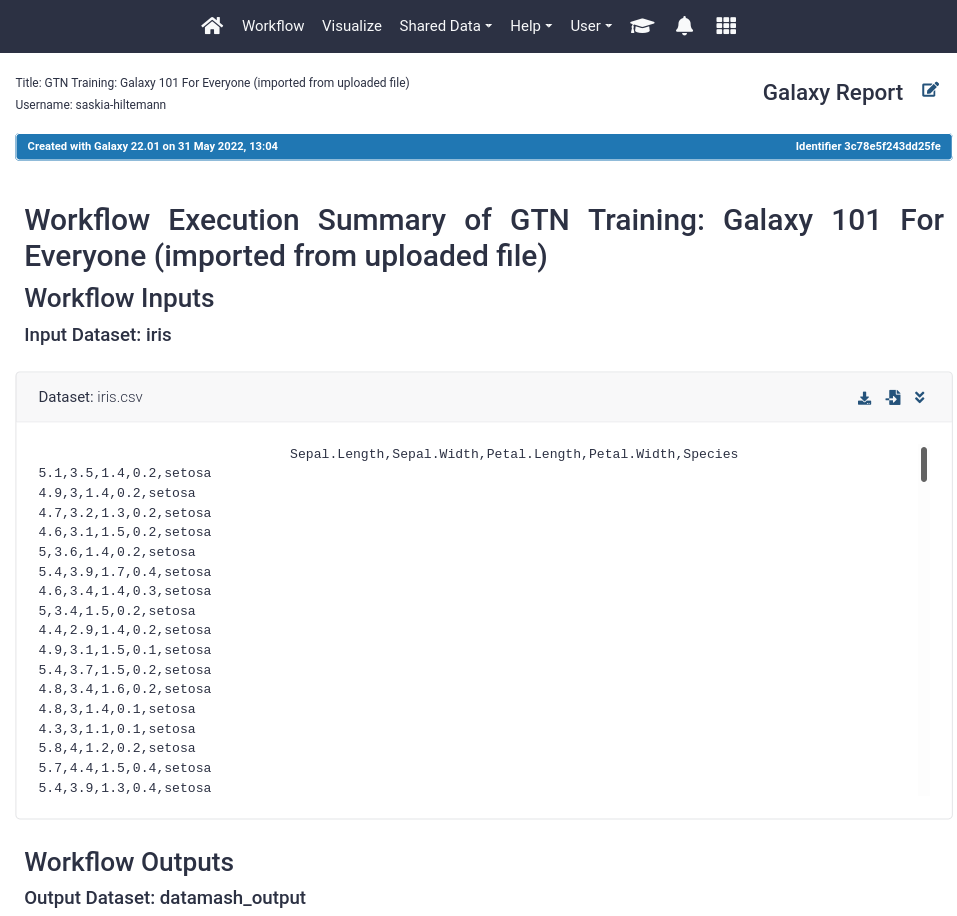 Workflow Visualize Shared Data Help User
Title: GTN Training: Galaxy 101 For Everyone (imported from uploaded file)
Username: saskia-hiltemann
Galaxy Report
Created with Galaxy 22.01 on 31 May 2022, 13:04
Identifier 3c78e5f243dd25fe
Workflow Execution Summary of GTN Training: Galaxy 101 For
Everyone (imported from uploaded file)
Workflow Inputs
Input Dataset: iris
Dataset: iris.csv
Sepal.Length,Sepal.Width,Petal.Length,Petal.Width,Species
5.1,3.5,1.4,0.2,setosa
4.9,3,1.4,0.2,setosa
4.7,3.2,1.3,0.2,setosa
4.6,3.1,1.5,0.2,setosa
5,3.6,1.4,0.2,setosa
5.4,3.9,1.7,0.4,setosa
4.6,3.4,1.4,0.3,setosa
5,3.4,1.5,0.2,setosa
4.4,2.9,1.4,0.2,setosa
4.9,3.1,1.5,0.1,setosa
5.4,3.7,1.5,0.2,setosa
4.8,3.4,1.6,0.2,setosa
4.8,3,1.4,0.1,setosa
4.3,3,1.1,0.1,setosa
5.8,4,1.2,0.2,setosa
5.7,4.4,1.5,0.4,setosa
5.4,3.9,1.3,0.4,setosa
Workflow Outputs
Output Dataset: datamash_output